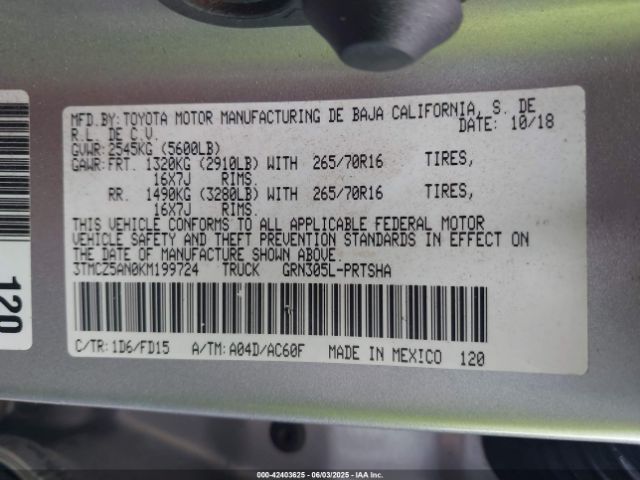 MFD.BY:TOYOTA MOTOR MANUFACTURING DE BAJA CALIFORNIA, S. DE
R.L. DE C.V. DATE: 10/18
GVWR:2545KG (5600LB)
GAWR:FRT. 1320KG (2910LB) WITH 265/70R16 TIRES,
16X7J RIMS.
RR. 1490KG (3280LB) WITH 265/70R16 TIRES,
16X7J RIMS.
THIS VEHICLE CONFORMS TO ALL APPLICABLE FEDERAL MOTOR
VEHICLE SAFETY AND THEFT PREVENTION STANDARDS IN EFFECT ON
THE DATE OF MANUFACTURE SHOWN ABOVE.
3TMCZ5AN0KM199724 TRUCK GRN305L-PRTSHA
C/TR:1D6/FD15 A/TM:A04D/AC60F MADE IN MEXICO 120
120
000-42403625 - 06/03/2025 - IAA Inc.